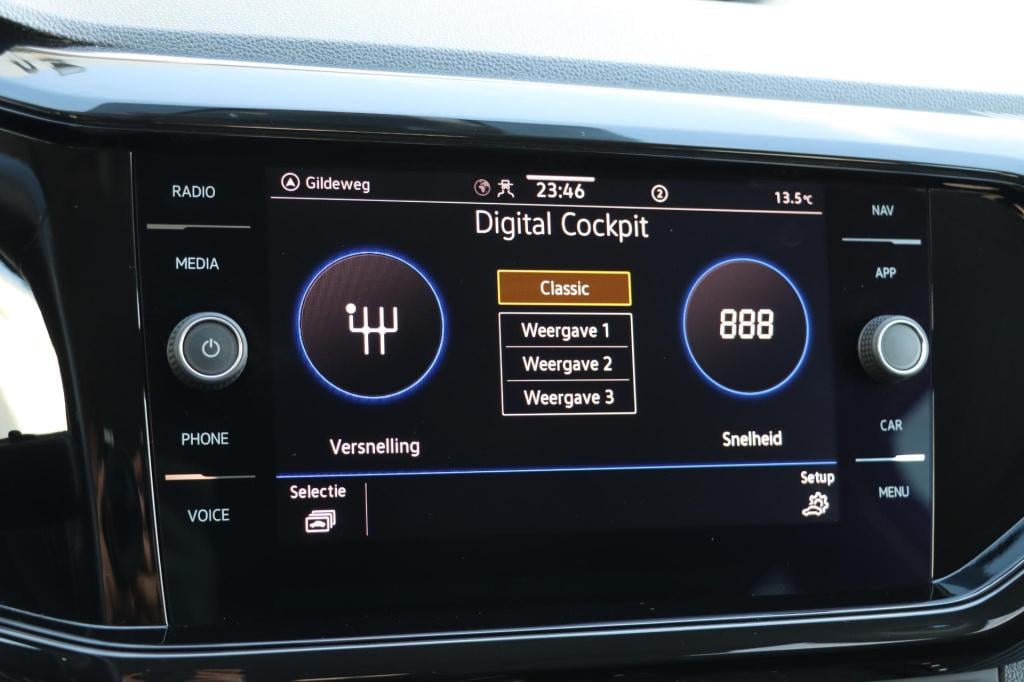 RADIO
MEDIA
PHONE
VOICE
Gildeweg
23:46
2
13.5°C
Digital Cockpit
Classic
Weergave 1
Weergave 2
Weergave 3
888
Versnelling
Snelheid
Selectie
Setup
NAV
APP
CAR
MENU